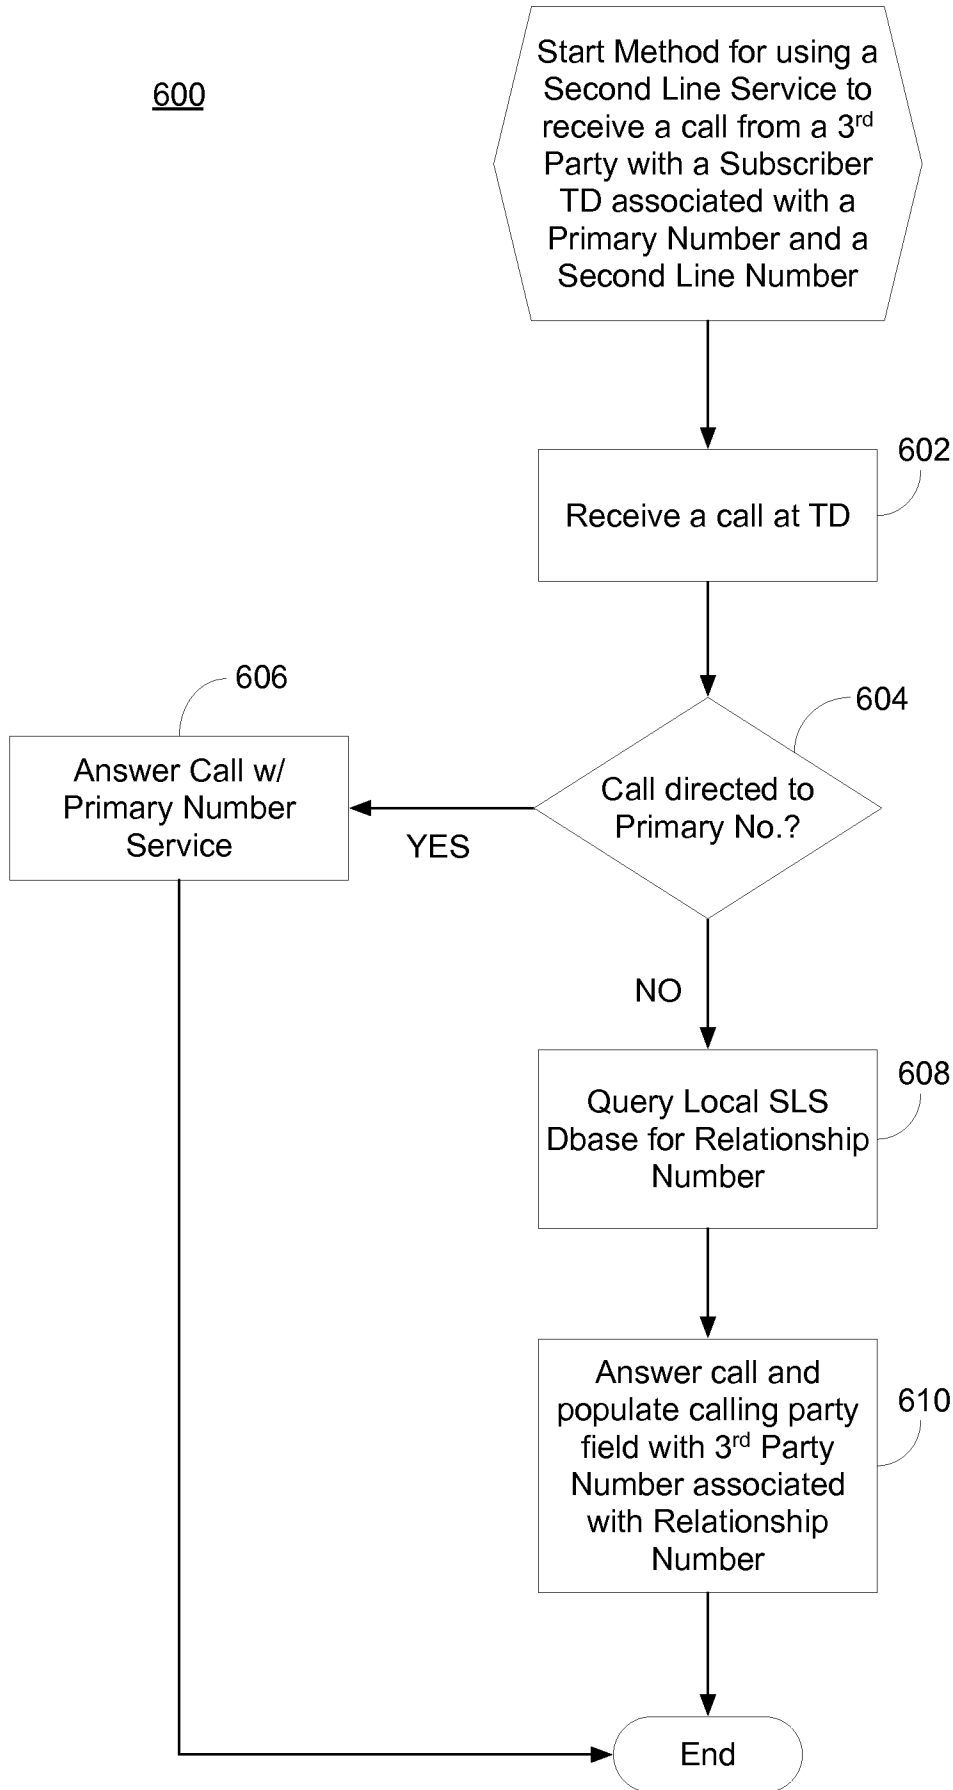 600
Start Method for using a
Second Line Service to
receive a call from a 3rd
Party with a Subscriber
TD associated with a
Primary Number and a
Second Line Number
602
Receive a call at TD
604
Call directed to
Primary No.?
606
Answer Call w/
Primary Number
Service
YES
NO
608
Query Local SLS
Dbase for Relationship
Number
610
Answer call and
populate calling party
field with 3rd Party
Number associated
with Relationship
Number
End